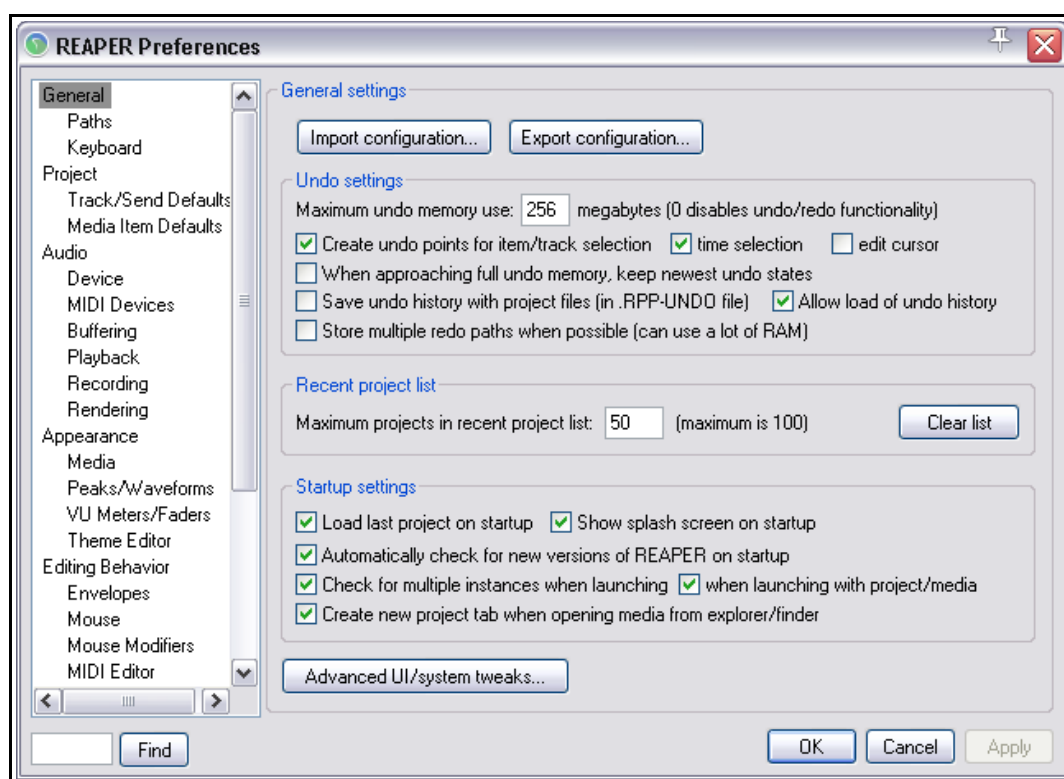 REAPER Preferences
General
Paths
Keyboard
Project
Track/Send Defaults
Media Item Defaults
Audio
Device
MIDI Devices
Buffering
Playback
Recording
Rendering
Appearance
Media
Peaks/Waveforms
VU Meters/Faders
Theme Editor
Editing Behavior
Envelopes
Mouse
Mouse Modifiers
MIDI Editor
Find
General settings
Import configuration... Export configuration...
Undo settings
Maximum undo memory use: 256 megabytes (0 disables undo/redo functionality)
Create undo points for item/track selection time selection edit cursor
When approaching full undo memory, keep newest undo states
Save undo history with project files (in .RPP-UNDO file) Allow load of undo history
Store multiple redo paths when possible (can use a lot of RAM)
Recent project list
Maximum projects in recent project list: 50 (maximum is 100) Clear list
Startup settings
Load last project on startup Show splash screen on startup
Automatically check for new versions of REAPER on startup
Check for multiple instances when launching when launching with project/media
Create new project tab when opening media from explorer/finder
Advanced UI/system tweaks...
OK Cancel Apply